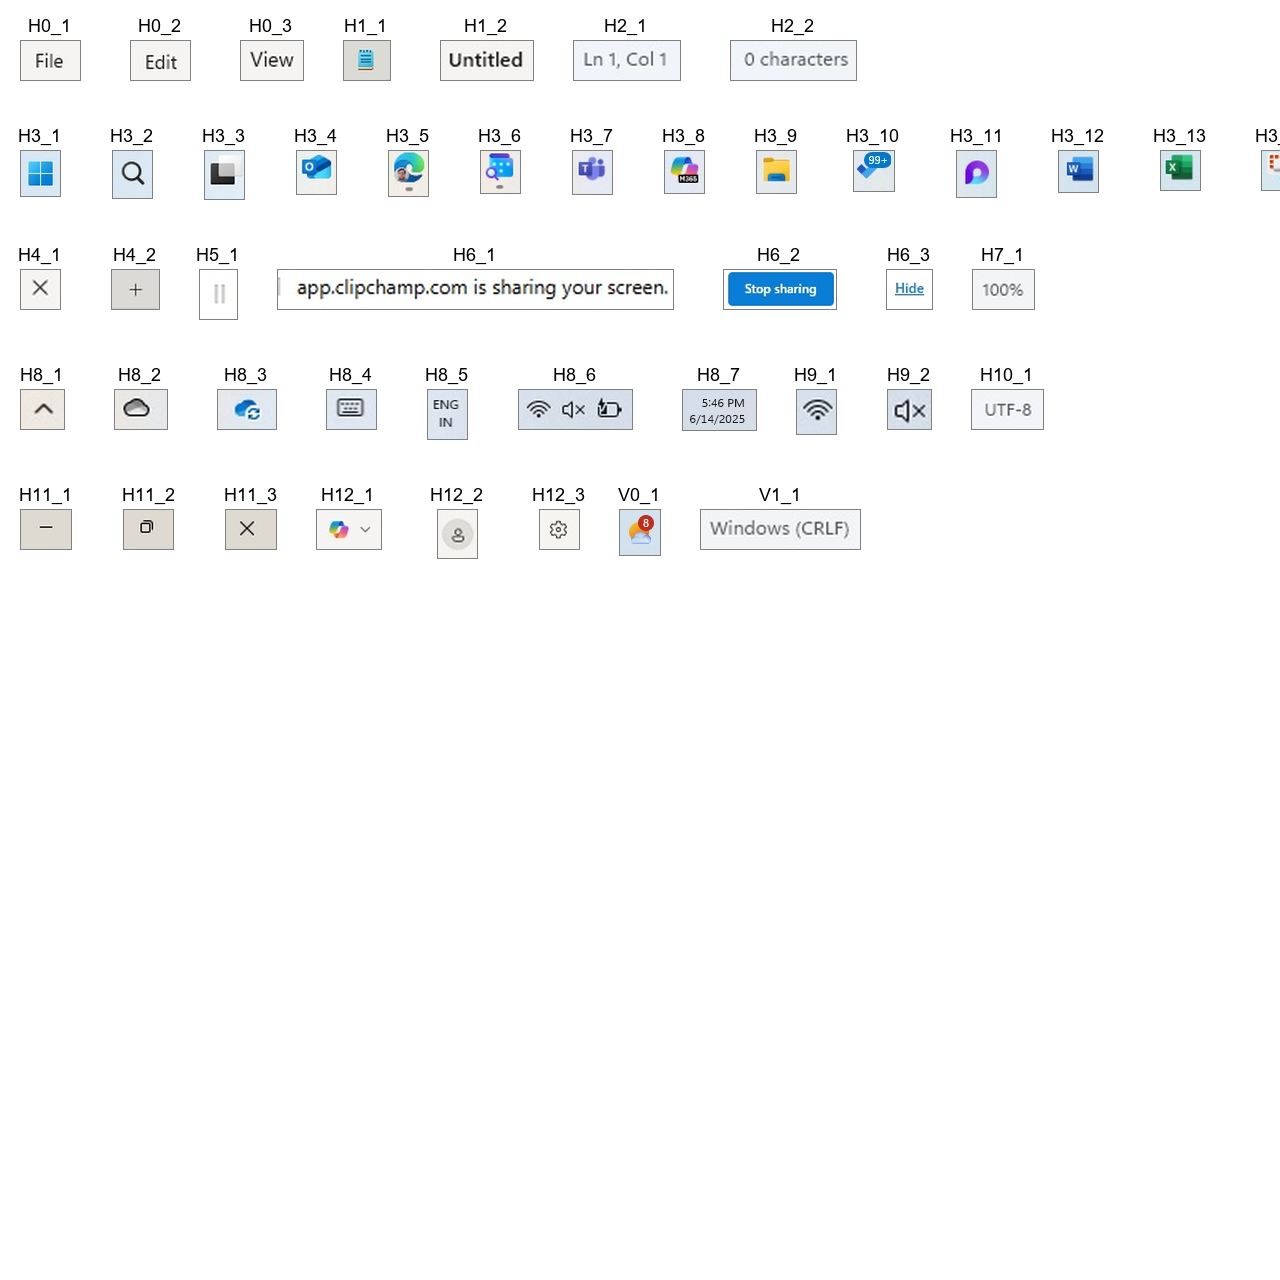 H0_1 H0_2 H0_3 H1_1 H1_2 H2_1 H2_2
File Edit View Untitled Ln 1, Col 1 0 characters
H3_1 H3_2 H3_3 H3_4 H3_5 H3_6 H3_7 H3_8 H3_9 H3_10 H3_11 H3_12 H3_13 H3_
M365 99+ W X
H4_1 H4_2 H5_1 H6_1 H6_2 H6_3 H7_1
app.clipchamp.com is sharing your screen. Stop sharing Hide 100%
H8_1 H8_2 H8_3 H8_4 H8_5 H8_6 H8_7 H9_1 H9_2 H10_1
ENG
IN
5:46 PM
6/14/2025
UTF-8
H11_1 H11_2 H11_3 H12_1 H12_2 H12_3 V0_1 V1_1
8 Windows (CRLF)